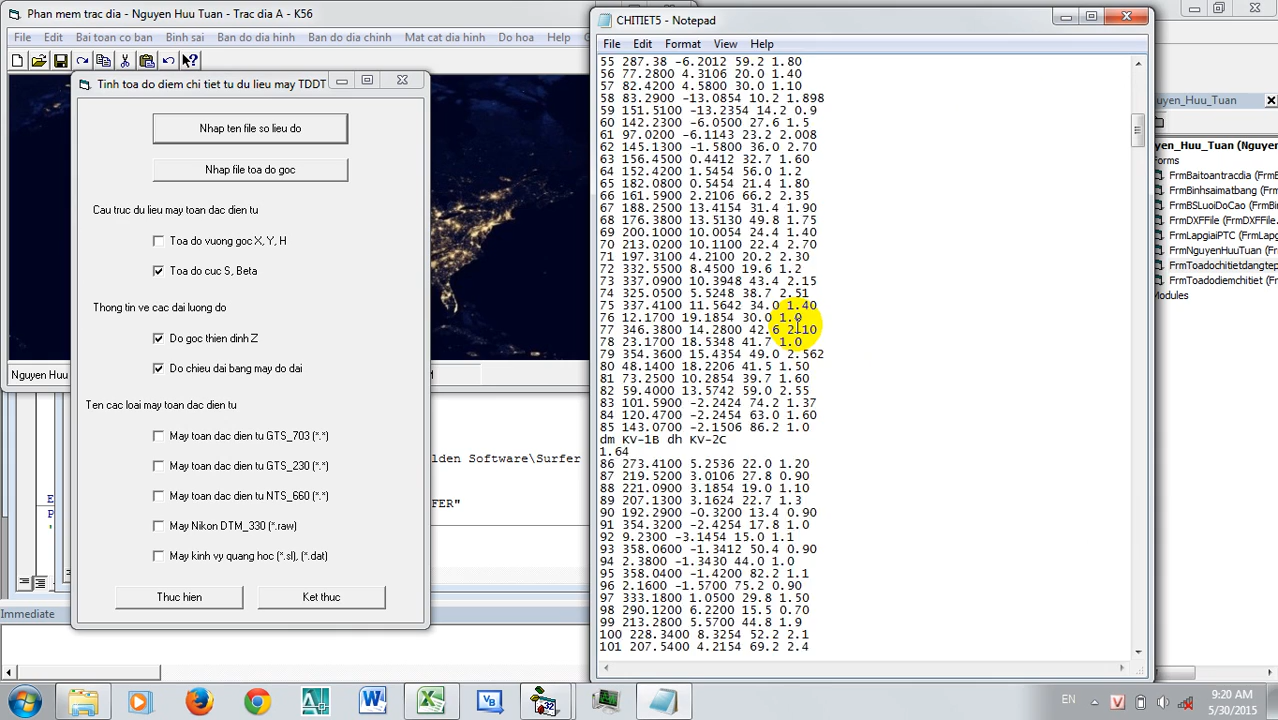 Phan mem trac dia - Nguyen Huu Tuan - Trac dia A - K56
File Edit Bai toan co ban Binh sai Ban do dia hinh Ban do dia chinh Mat cat dia hinh Do hoa Help
Tinh toa do diem chi tiet tu du lieu may TDDT
Nhap ten file so lieu do
Nhap file toa do goc
Cau truc du lieu may toan dac dien tu
Toa do vuong goc X, Y, H
Toa do cuc S, Beta
Thong tin ve cac dai luong do
Do goc thien dinh Z
Do chieu dai bang may do dai
Ten cac loai may toan dac dien tu
May toan dac dien tu GTS_703 (*.*)
May toan dac dien tu GTS_230 (*.*)
May toan dac dien tu NTS_660 (*.*)
May Nikon DTM_330 (*.raw)
May kinh vy quang hoc (*.sl), (*.dat)
Thuc hien
Ket thuc
Nguyen Huu
lden Software\Surfer
FER"
Immediate
CHITIET5 - Notepad
File Edit Format View Help
55 287.38 -6.2012 59.2 1.80
56 77.2800 4.3106 20.0 1.40
57 82.4200 4.5800 30.0 1.10
58 83.2900 -13.0854 10.2 1.898
59 151.5100 -13.2354 14.2 0.9
60 142.2300 -6.0500 27.6 1.5
61 97.0200 -6.1143 23.2 2.008
62 145.1300 -1.5800 36.0 2.70
63 156.4500 0.4412 32.7 1.60
64 152.4200 1.5454 56.0 1.2
65 182.0800 0.5454 21.4 1.80
66 161.5900 2.2106 66.2 2.35
67 188.2500 13.4154 31.4 1.90
68 176.3800 13.5130 49.8 1.75
69 200.1000 10.0054 24.4 1.40
70 213.0200 10.1100 22.4 2.70
71 197.3100 4.2100 20.2 2.30
72 332.5500 8.4500 19.6 1.2
73 337.0900 10.3948 43.4 2.15
74 325.0500 5.5248 38.7 2.51
75 337.4100 11.5642 34.0 1.40
76 12.1700 19.1854 30.0 1.0
77 346.3800 14.2800 42.6 2.10
78 23.1700 18.5348 41.7 1.0
79 354.3600 15.4354 49.0 2.562
80 48.1400 18.2206 41.5 1.50
81 73.2500 10.2854 39.7 1.60
82 59.4000 13.5742 59.0 2.55
83 101.5900 -2.2424 74.2 1.37
84 120.4700 -2.2454 63.0 1.60
85 143.0700 -2.1506 86.2 1.0
dm KV-1B dh KV-2C
1.64
86 273.4100 5.2536 22.0 1.20
87 219.5200 3.0106 27.8 0.90
88 221.0900 3.1854 19.0 1.10
89 207.1300 3.1624 22.7 1.3
90 192.2900 -0.3200 13.4 0.90
91 354.3200 -2.4254 17.8 1.0
92 9.2300 -3.1454 15.0 1.1
93 358.0600 -1.3412 50.4 0.90
94 2.3800 -1.3430 44.0 1.0
95 358.0400 -1.4200 82.2 1.1
96 2.1600 -1.5700 75.2 0.90
97 333.1800 1.0500 29.8 1.50
98 290.1200 6.2200 15.5 0.70
99 213.2800 5.5700 44.8 1.9
100 228.3400 8.3254 52.2 2.1
101 207.5400 4.2154 69.2 2.4
uyen_Huu_Tuan
yen_Huu_Tuan (Nguyen
Forms
FrmBaitoantracdia
FrmBinhsaimatbang
FrmBSLuoiDoCao (FrmB
FrmDXFFile (FrmDXFFil
FrmLapgiaiPTC
FrmNguyenHuuTuan
FrmToadochitietdangtep
FrmToadodiemchitiet
Modules
EN
9:20 AM
5/30/2015